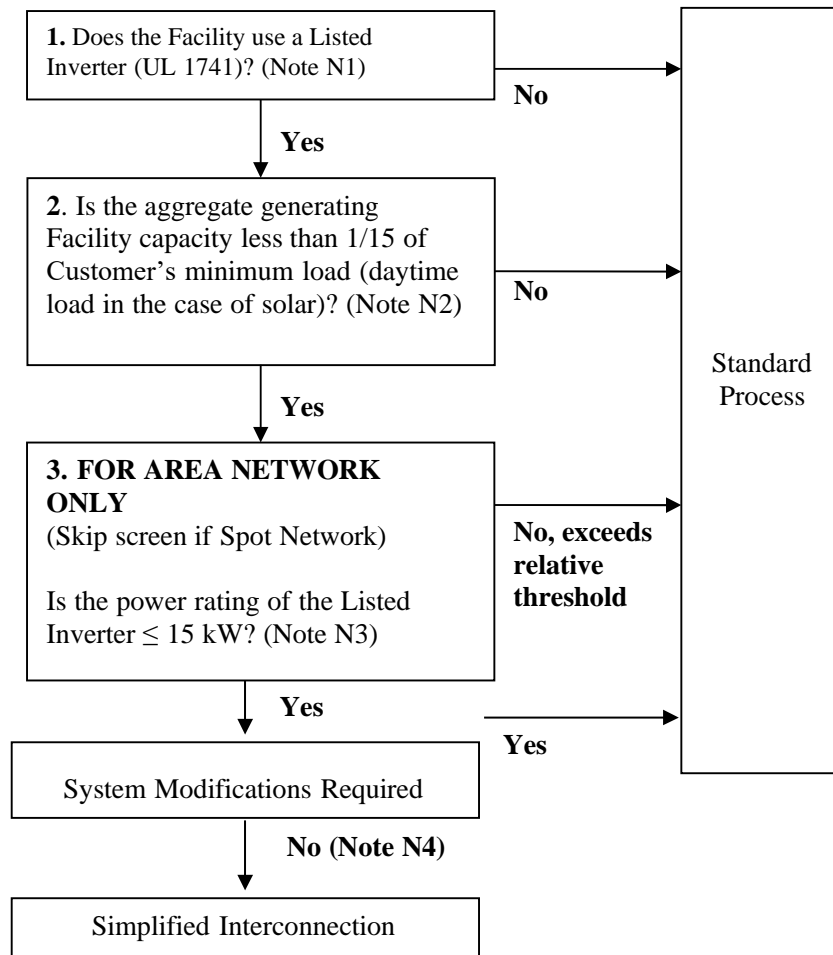 1. Does the Facility use a Listed
Inverter (UL 1741)? (Note N1)
No
Yes
2. Is the aggregate generating
Facility capacity less than 1/15 of
Customer’s minimum load (daytime
load in the case of solar)? (Note N2)
No
Standard
Process
Yes
3. FOR AREA NETWORK
ONLY
(Skip screen if Spot Network)
Is the power rating of the Listed
Inverter ≤ 15 kW? (Note N3)
No, exceeds
relative
threshold
Yes
Yes
System Modifications Required
No (Note N4)
Simplified Interconnection